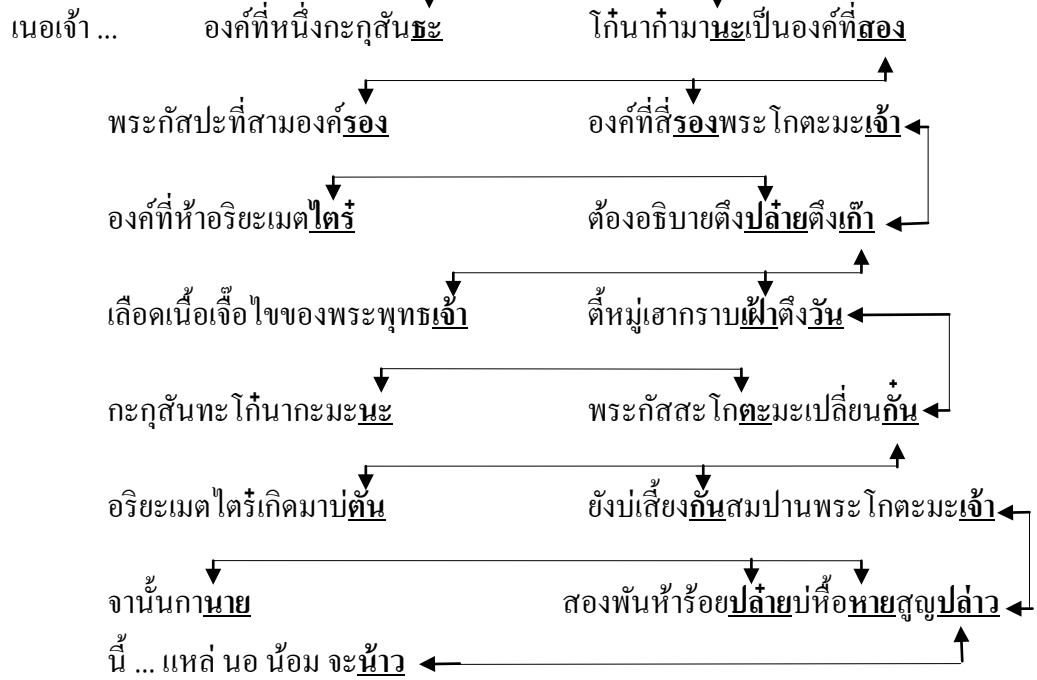 เนอเจ้า ... องค์ที่หนึ่งกะกุสันธะ โก๋นาก๋ามานะเป็นองค์ที่สอง
พระกัสปะที่สามองค์รอง องค์ที่สี่รองพระโกตะมะเจ้า
องค์ที่ห้าอริยะเมตไตร๋ ต้องอธิบายตึงปล๋ายตึงเก๊า
เลือดเนื้อเจื๊อไขของพระพุทธเจ้า ตี้หมู่เฮากราบเฝ้าตึงวัน
กะกุสันทะโก๋นากะมะนะ พระกัสสะโกตะมะเปลี่ยนกั๋น
อริยะเมตไตร๋เกิดมาบ่ตัน ยังบ่เสี้ยงกันสมปานพระโกตะมะเจ้า
จานั้นกานาย สองพันห้าร้อยปล๋ายบ่หื้อหายสูญปล่าว
นี้ ... แหล่ นอ น้อม จะน้าว